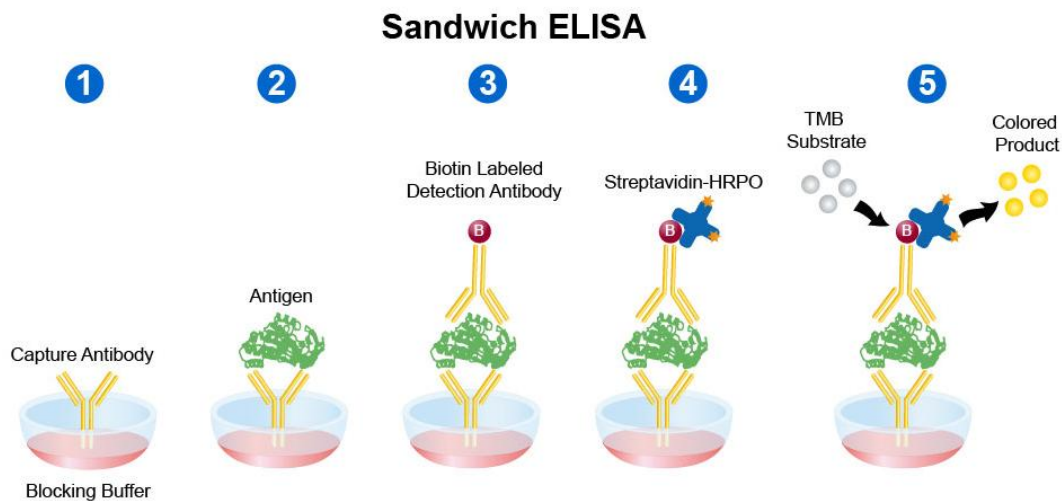 Sandwich ELISA
1
2
3
4
5
Capture Antibody
Blocking Buffer
Antigen
Biotin Labeled
Detection Antibody
B
Streptavidin-HRPO
B
TMB
Substrate
Colored
Product
B